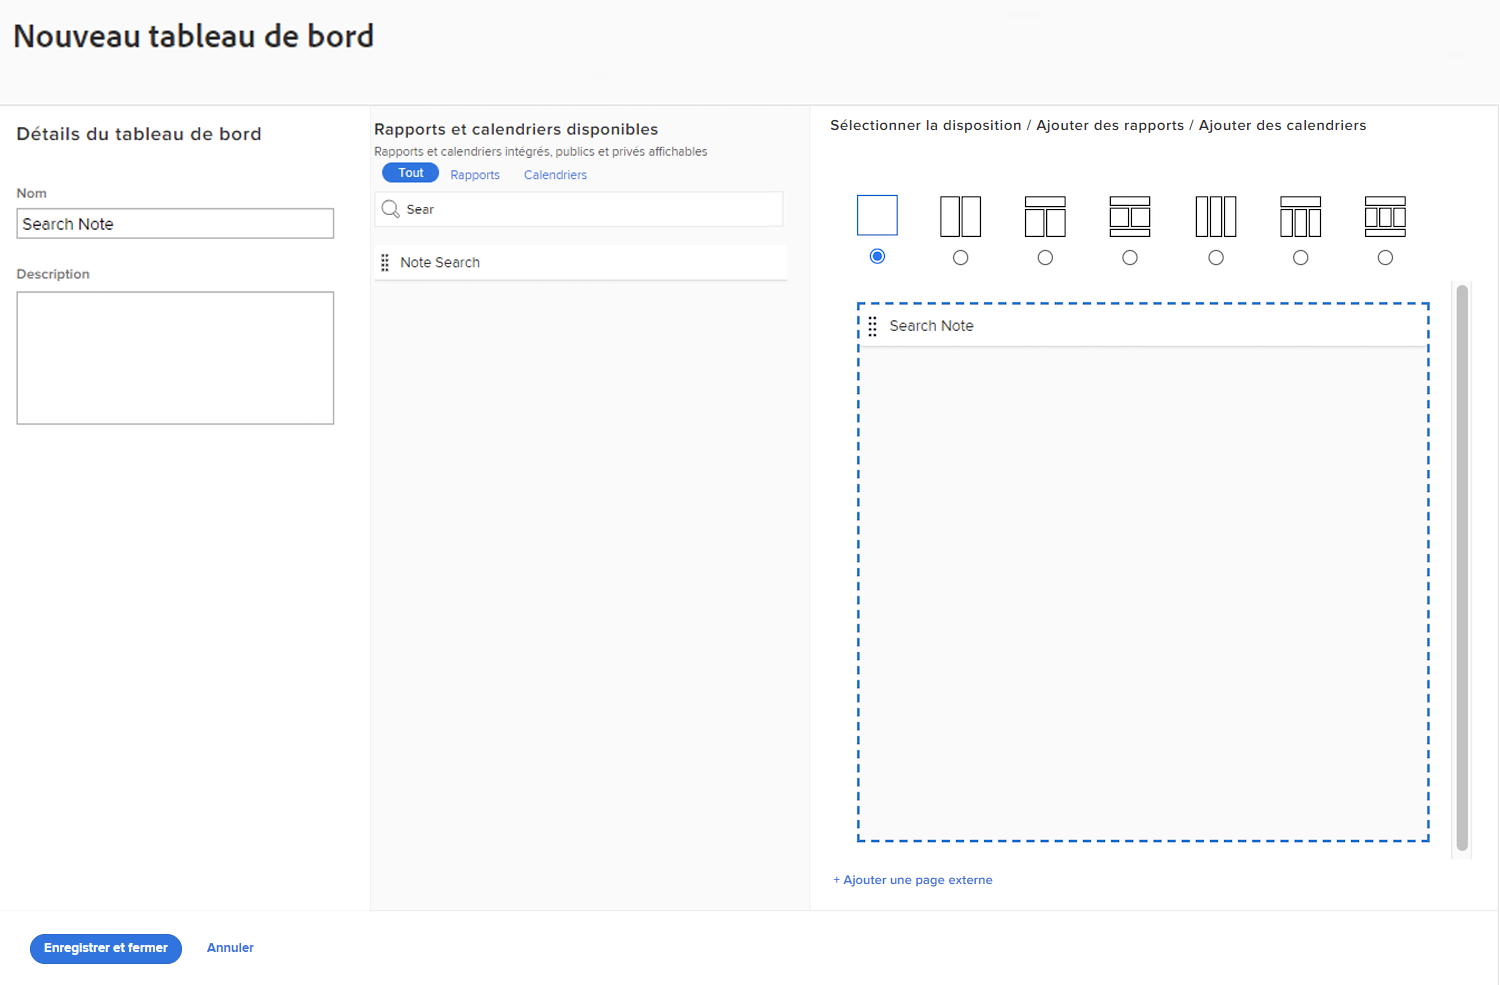 Nouveau tableau de bord
Détails du tableau de bord
Nom
Search Note
Description
Rapports et calendriers disponibles
Rapports et calendriers intégrés, publics et privés affichables
Tout Rapports Calendriers
Sear
Note Search
Sélectionner la disposition / Ajouter des rapports / Ajouter des calendriers
Search Note
+ Ajouter une page externe
Enregistrer et fermer Annuler